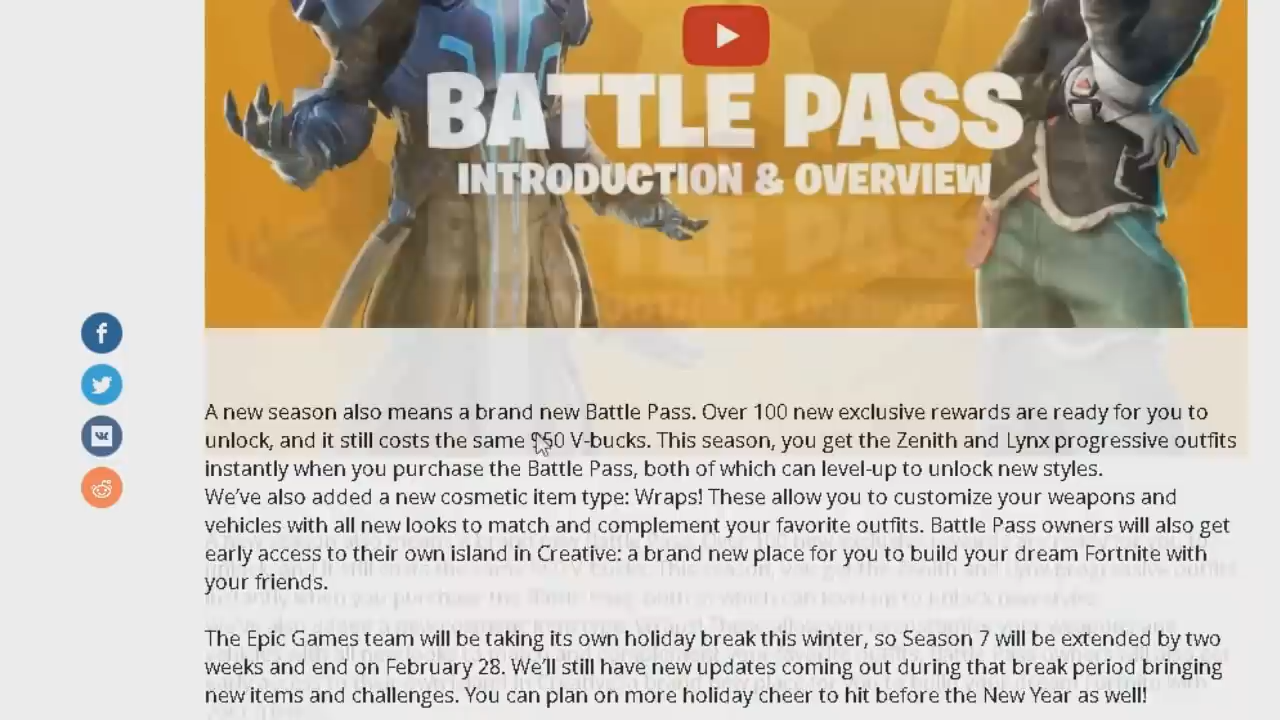 BATTLE PASS
INTRODUCTION & OVERVIEW
A new season also means a brand new Battle Pass. Over 100 new exclusive rewards are ready for you to
unlock, and it still costs the same 950 V-bucks. This season, you get the Zenith and Lynx progressive outfits
instantly when you purchase the Battle Pass, both of which can level-up to unlock new styles.
We’ve also added a new cosmetic item type: Wraps! These allow you to customize your weapons and
vehicles with all new looks to match and complement your favorite outfits. Battle Pass owners will also get
early access to their own island in Creative: a brand new place for you to build your dream Fortnite with
your friends.
The Epic Games team will be taking its own holiday break this winter, so Season 7 will be extended by two
weeks and end on February 28. We’ll still have new updates coming out during that break period bringing
new items and challenges. You can plan on more holiday cheer to hit before the New Year as well!